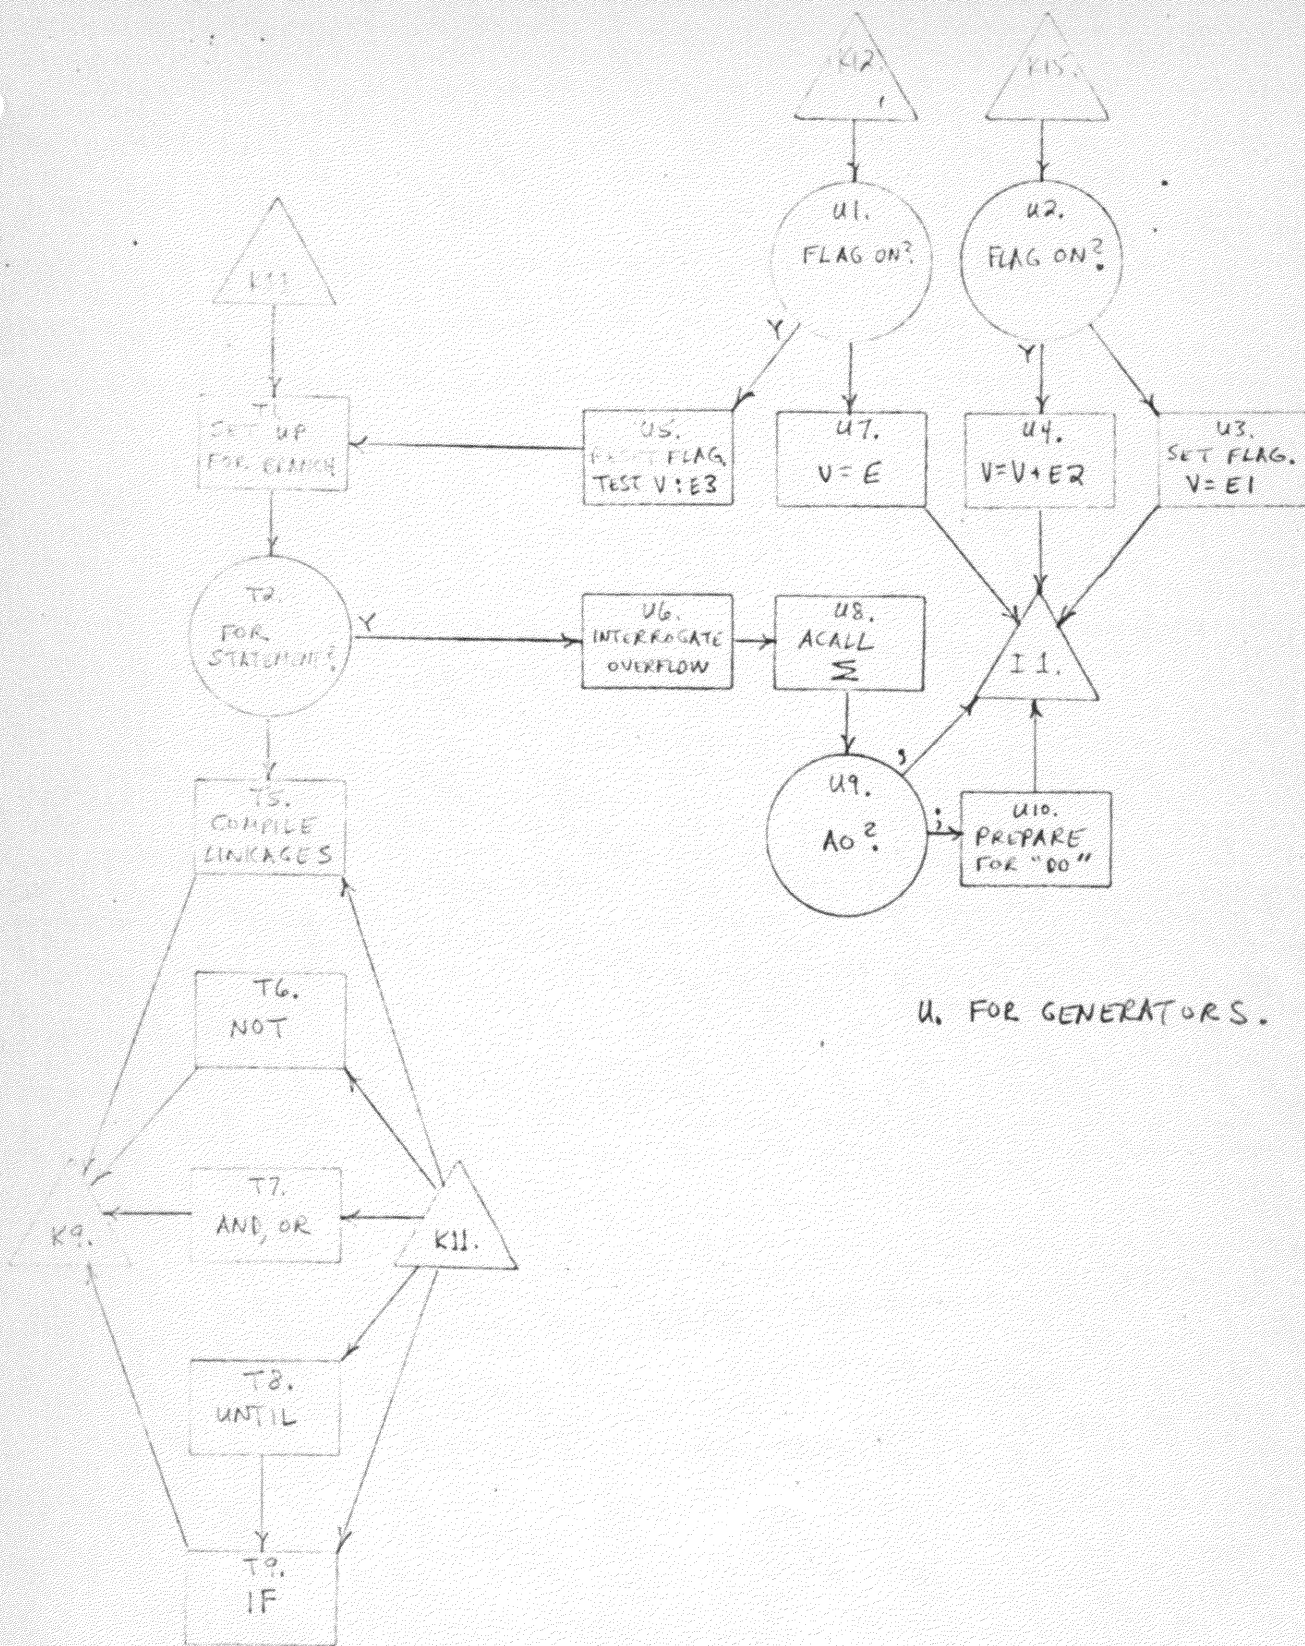 K12.
K15.
U1.
FLAG ON?
U2.
FLAG ON?
K11
Y
Y
SET UP
FOR BRANCH
U5.
RESET FLAG.
TEST V : E3
U7.
V = E
U4.
V = V + E2
U3.
SET FLAG.
V = E1
T2
FOR
STATEMENT?
Y
U6.
INTERROGATE
OVERFLOW
U8.
ACALL
Σ
I1.
T5.
COMPILE
LINKAGES
,
U9.
AO?
;
U10.
PREPARE
FOR "DO"
T6.
NOT
U. FOR GENERATORS.
K9.
T7.
AND, OR
K11.
T8.
UNTIL
T9.
IF